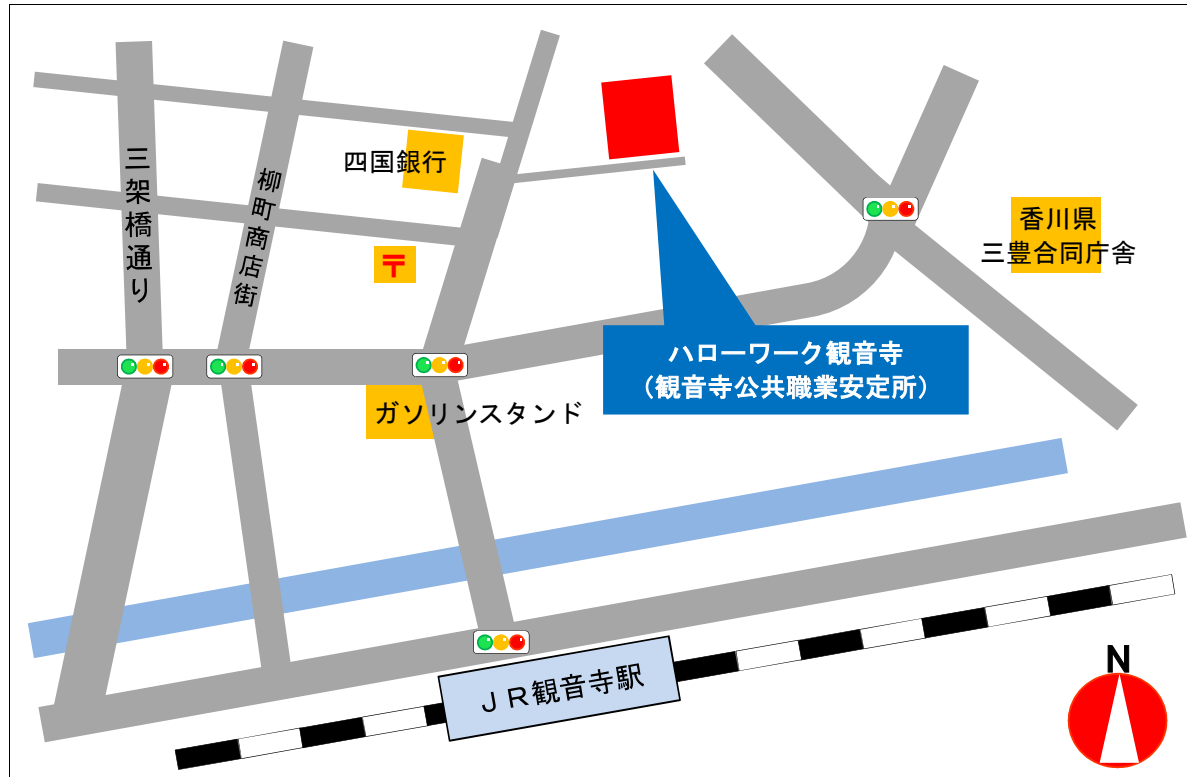 三架橋通り
柳町商店街
四国銀行
〒
香川県
三豊合同庁舎
ハローワーク観音寺
（観音寺公共職業安定所）
ガソリンスタンド
ＪＲ観音寺駅
N